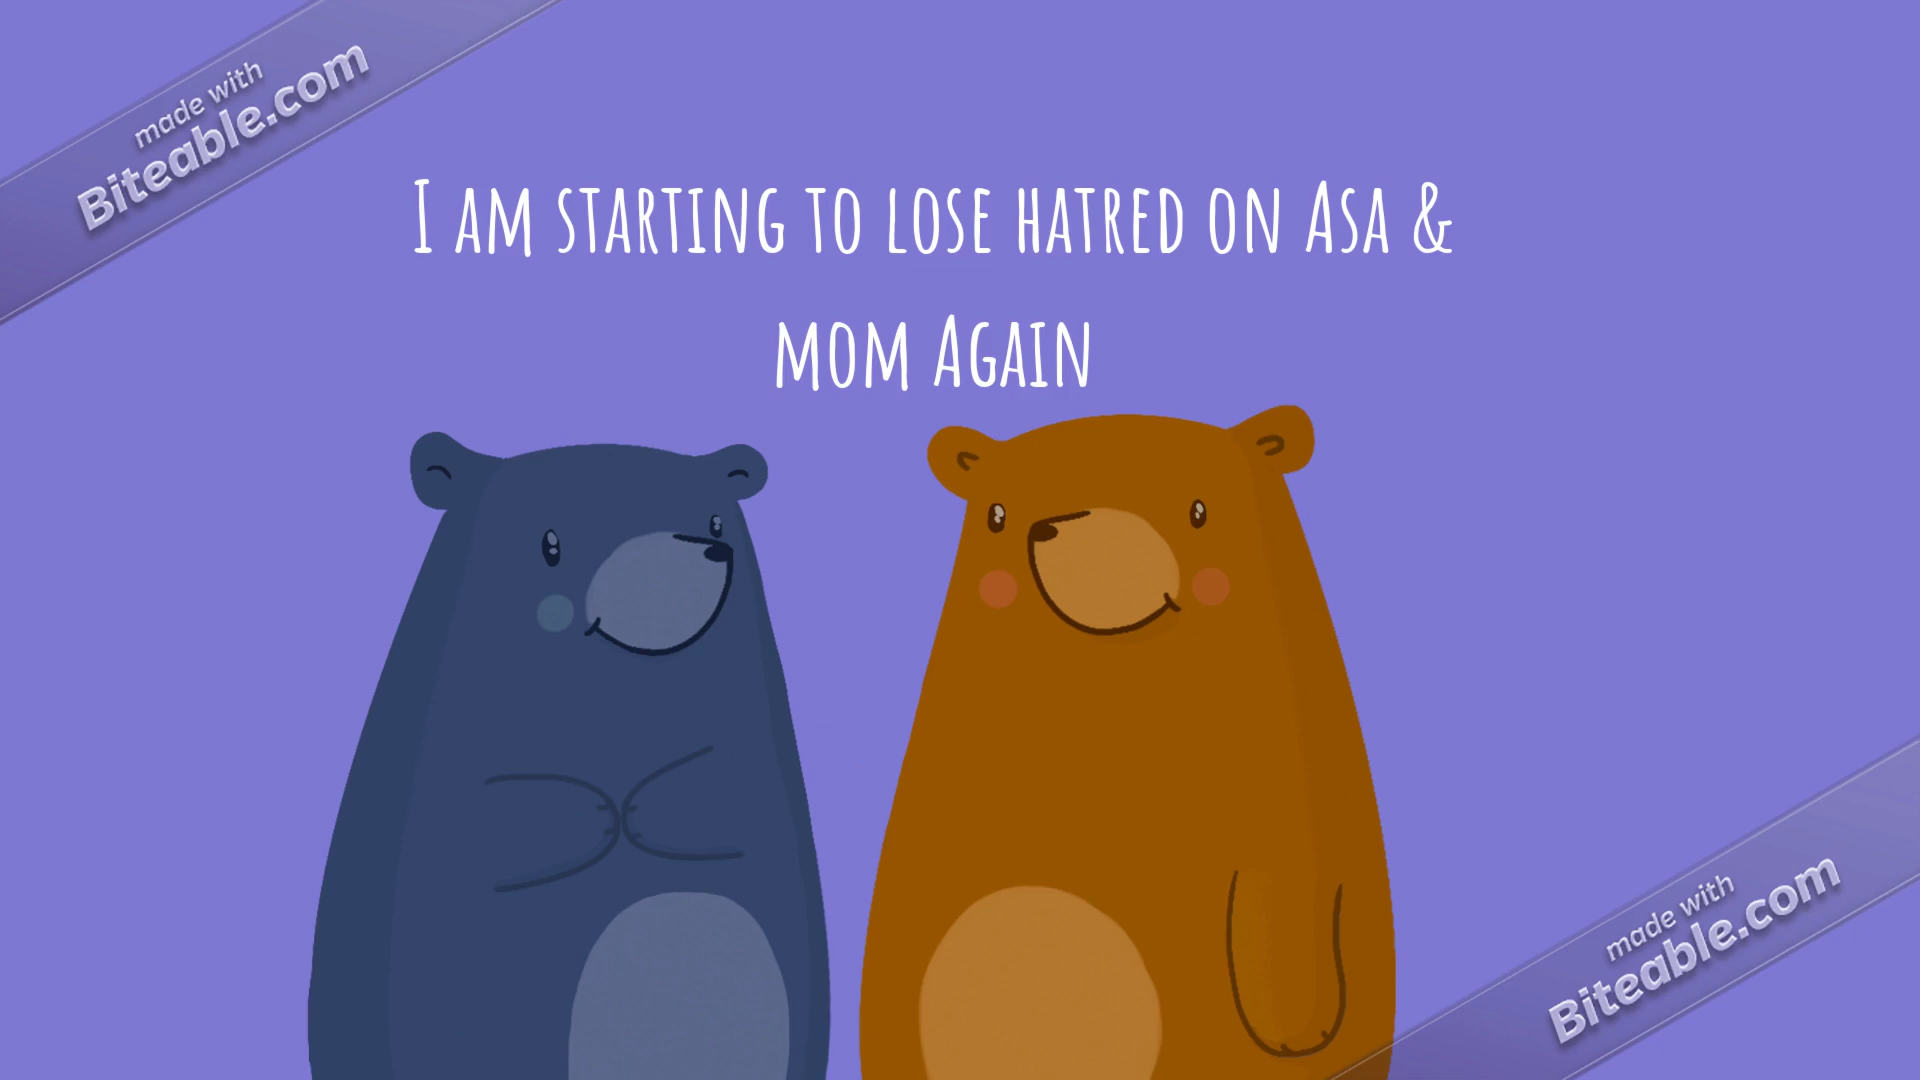 made with
Biteable.com
I am starting to lose hatred on Asa &
mom Again
made with
Biteable.com